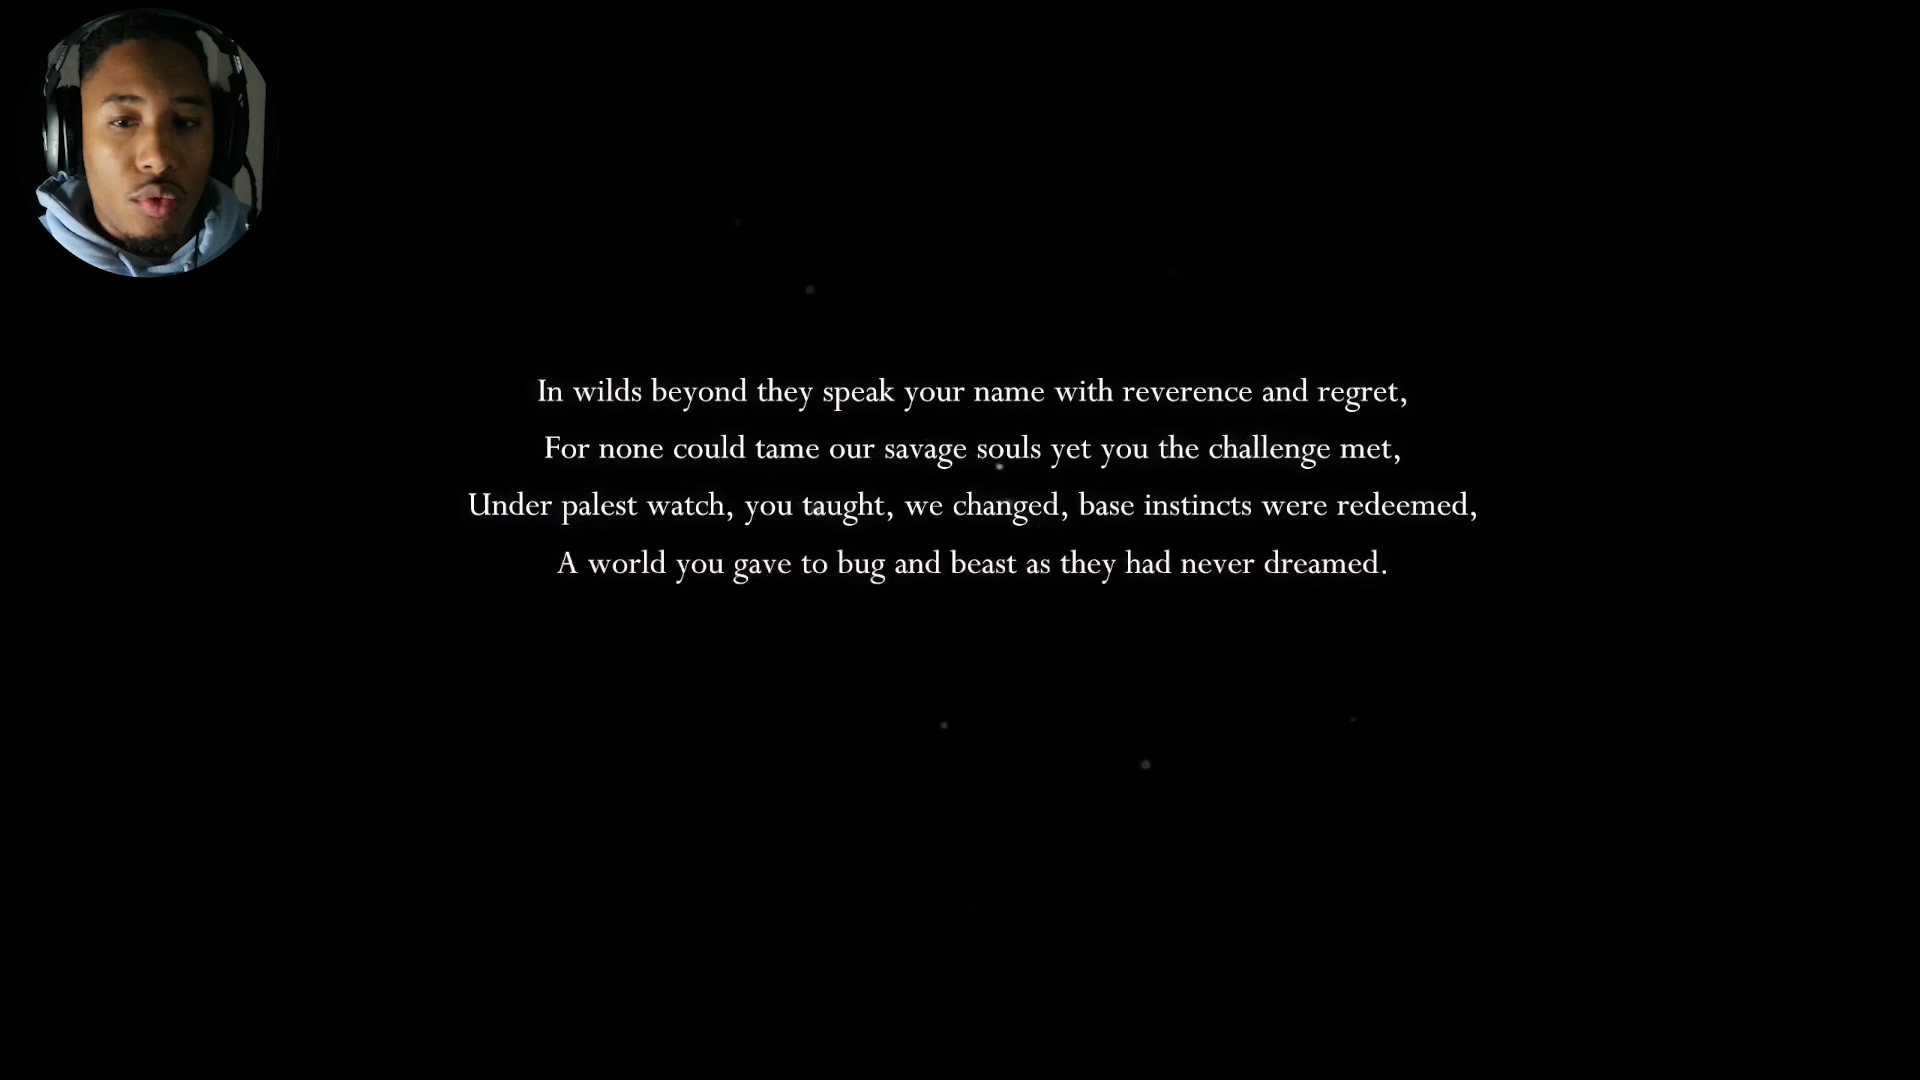 In wilds beyond they speak your name with reverence and regret,
For none could tame our savage souls yet you the challenge met,
Under palest watch, you taught, we changed, base instincts were redeemed,
A world you gave to bug and beast as they had never dreamed.